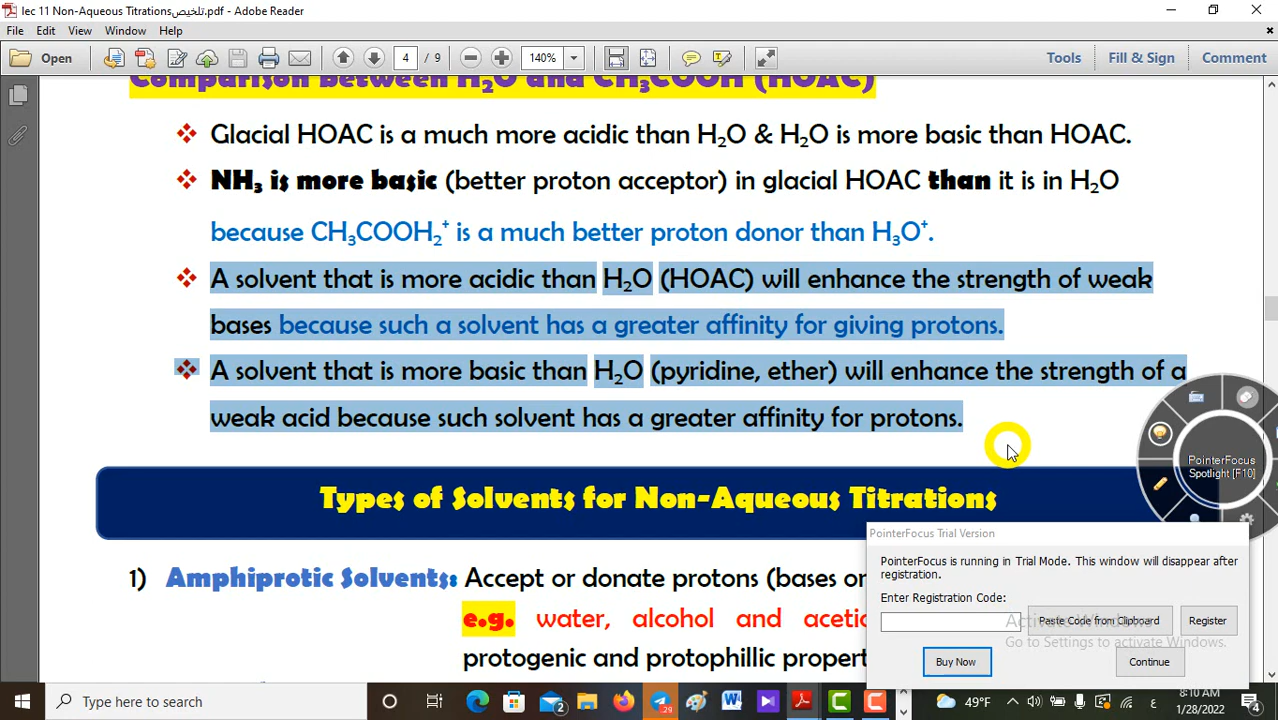 lec 11 Non-Aqueous Titrationsتلخيص.pdf - Adobe Reader
File Edit View Window Help
Open 4 / 9 140% Tools Fill & Sign Comment
Comparison between H₂O and CH₃COOH (HOAC)
❖ Glacial HOAC is a much more acidic than H₂O & H₂O is more basic than HOAC.
❖ NH₃ is more basic (better proton acceptor) in glacial HOAC than it is in H₂O
because CH₃COOH₂⁺ is a much better proton donor than H₃O⁺.
❖ A solvent that is more acidic than H₂O (HOAC) will enhance the strength of weak
bases because such a solvent has a greater affinity for giving protons.
❖ A solvent that is more basic than H₂O (pyridine, ether) will enhance the strength of a
weak acid because such solvent has a greater affinity for protons.
PointerFocus
Spotlight [F10]
Types of Solvents for Non-Aqueous Titrations
1) Amphiprotic Solvents: Accept or donate protons (bases or
e.g. water, alcohol and acetic
protogenic and protophillic proper
PointerFocus Trial Version
PointerFocus is running in Trial Mode. This window will disappear after
registration.
Enter Registration Code:
Paste Code from Clipboard Register
Activate Windows
Go to Settings to activate Windows.
Buy Now Continue
Type here to search 2 29 49°F ع 8:10 AM
1/28/2022 4